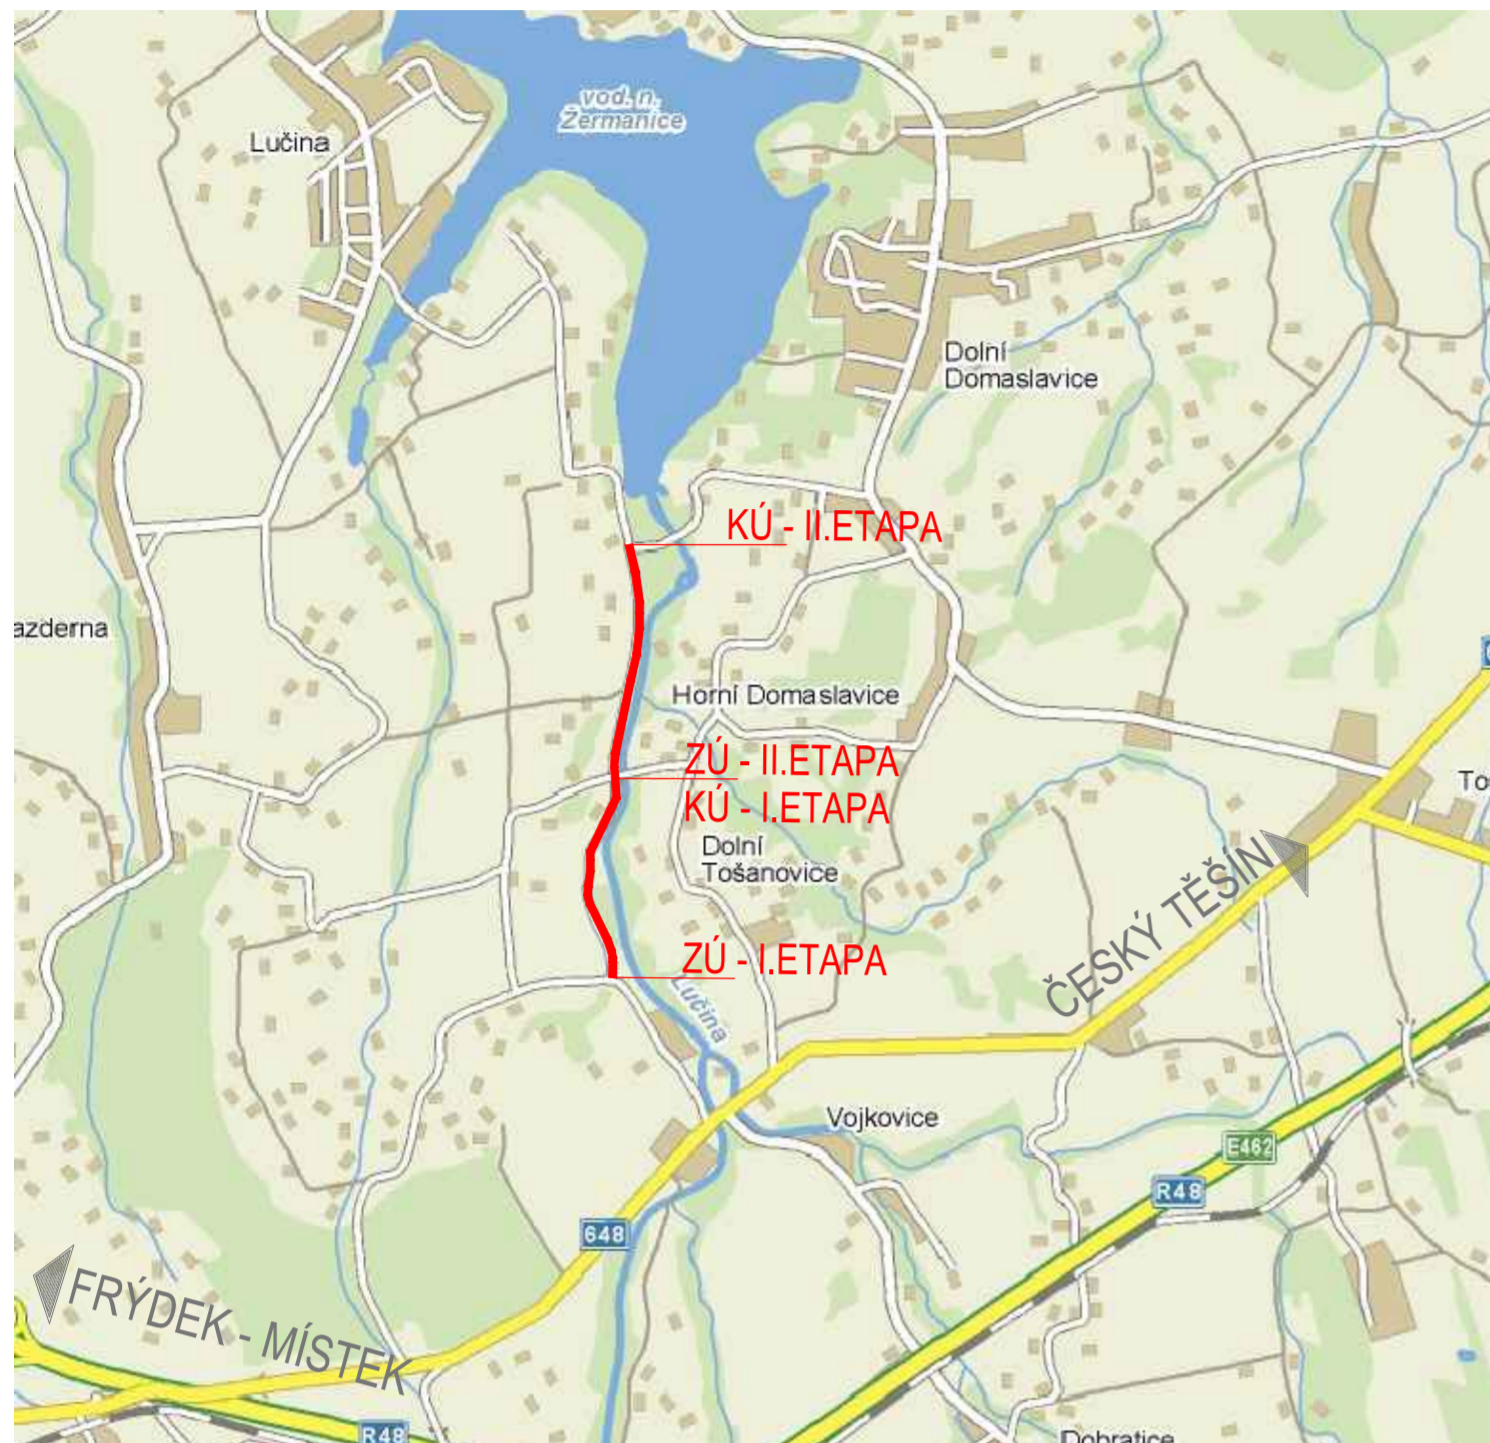 vod. n.
Žermanice
Lučina
Dolní
Domaslavice
KÚ - II.ETAPA
azderna
Horní Domaslavice
ZÚ - II.ETAPA
KÚ - I.ETAPA
To
Dolní
Tošanovice
ČESKÝ TĚŠÍN
ZÚ - I.ETAPA
Lučina
Vojkovice
E462
R48
648
FRÝDEK - MÍSTEK
R48
Dobratice